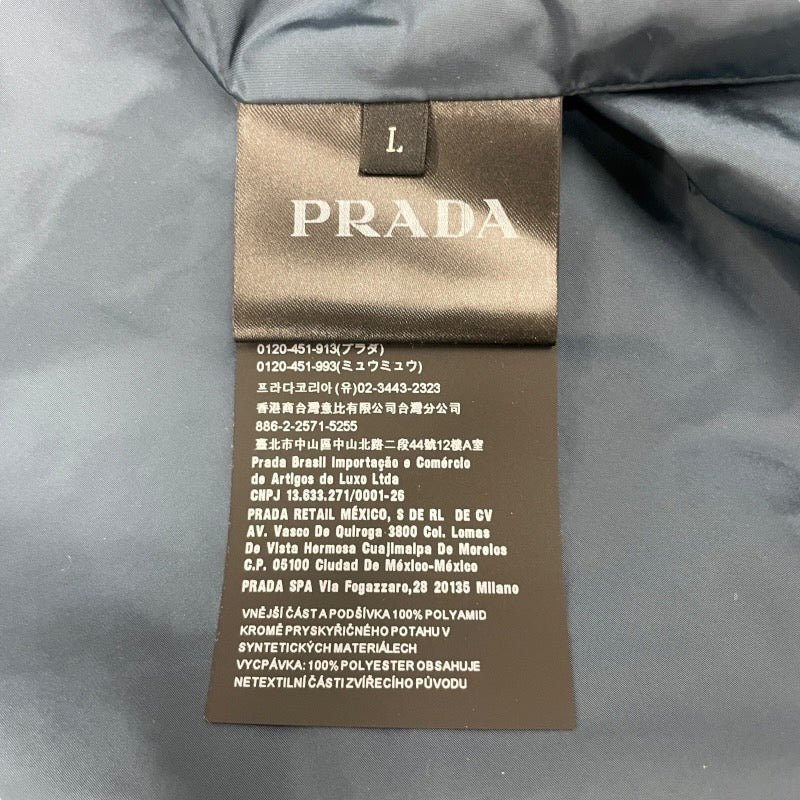 L
PRADA
0120-451-913(プラダ)
0120-451-993(ミュウミュウ)
프라다코리아 (유)02-3443-2323
香港商台灣意比有限公司台灣分公司
886-2-2571-5255
臺北市中山區中山北路二段44號12樓A室
Prada Brasil Importação e Comércio
de Artigos de Luxo Ltda
CNPJ 13.633.271/0001-26
PRADA RETAIL MÉXICO, S DE RL DE CV
AV. Vasco De Quiroga 3800 Col. Lomas
De Vista Hermosa Cuajimalpa De Morelos
C.P. 05100 Ciudad De México-México
PRADA SPA Via Fogazzaro,28 20135 Milano
VNĚJŠÍ ČÁST A PODŠÍVKA 100% POLYAMID
KROMĚ PRYSKYŘIČNÉHO POTAHU V
SYNTETICKÝCH MATERIÁLECH
VYCPÁVKA: 100% POLYESTER OBSAHUJE
NETEXTILNÍ ČÁSTI ZVÍŘECÍHO PŮVODU